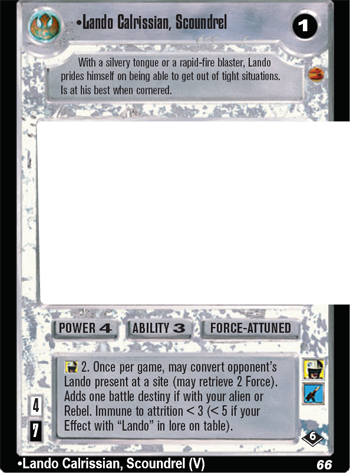 •Lando Calrissian, Scoundrel
1
With a silvery tongue or a rapid-fire blaster, Lando
prides himself on being able to get out of tight situations.
Is at his best when cornered.
POWER 4 ABILITY 3 FORCE-ATTUNED
2. Once per game, may convert opponent's
Lando present at a site (may retrieve 2 Force).
Adds one battle destiny if with your alien or
Rebel. Immune to attrition < 3 (< 5 if your
Effect with “Lando” in lore on table).
4
7
6
•Lando Calrissian, Scoundrel (V) 66